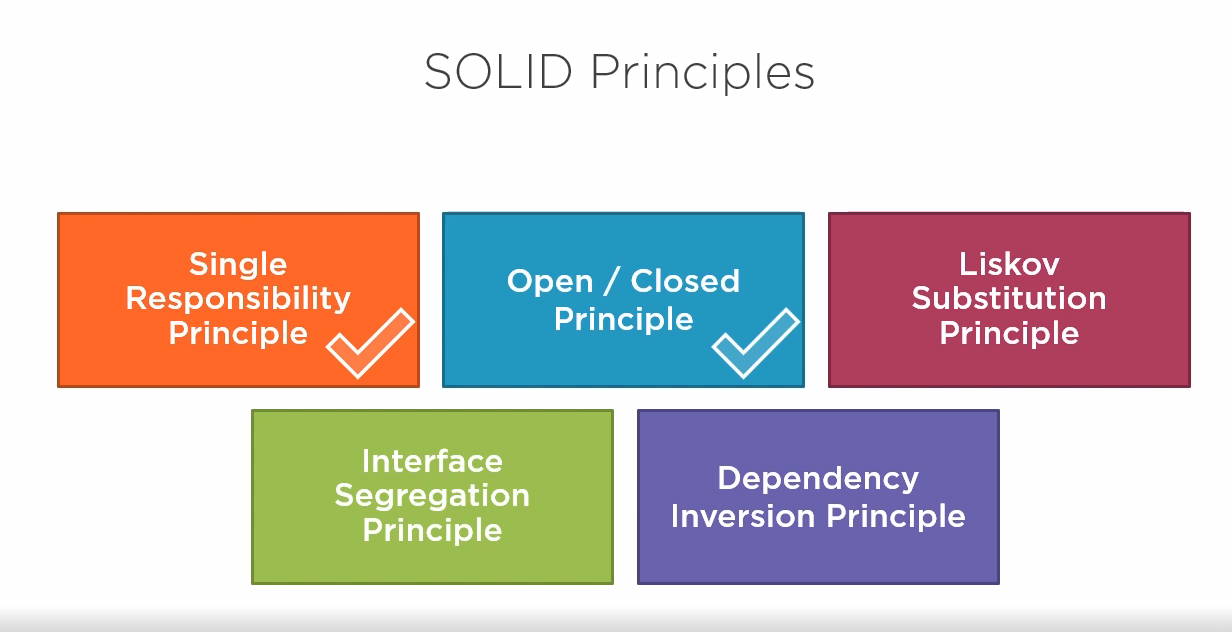 SOLID Principles
Single
Responsibility
Principle
Open / Closed
Principle
Liskov
Substitution
Principle
Interface
Segregation
Principle
Dependency
Inversion Principle